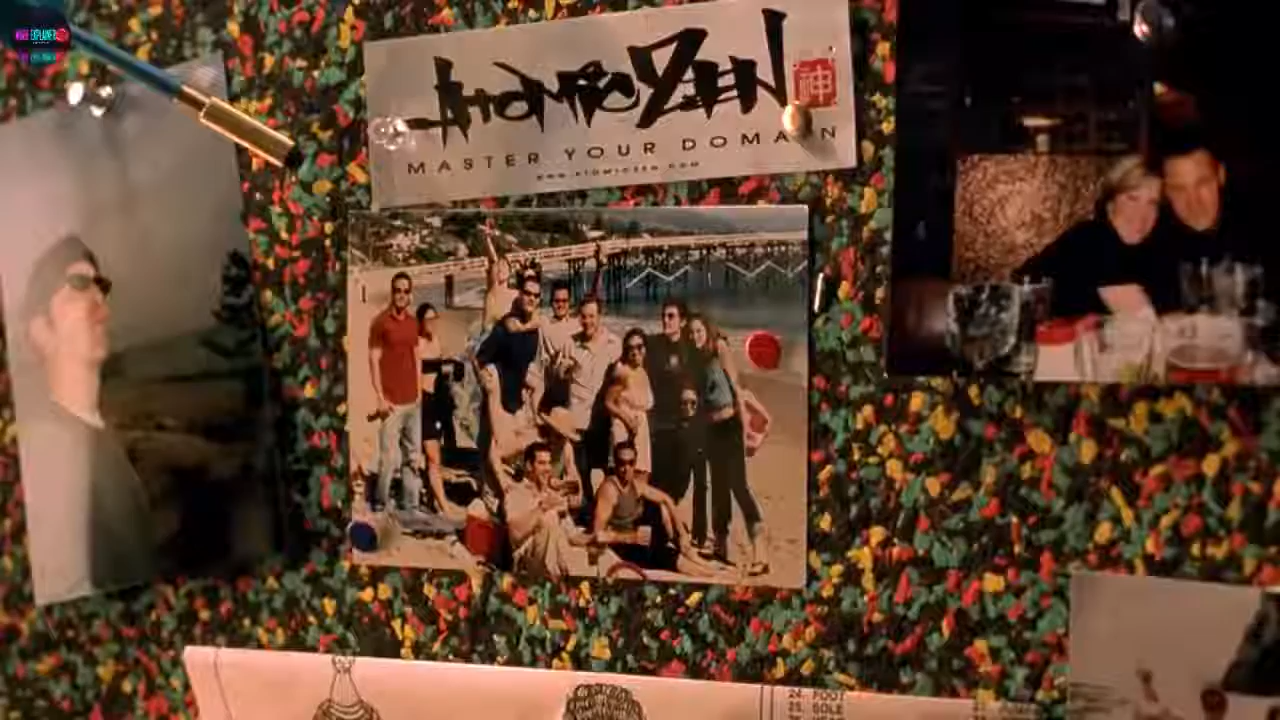 ATOMIC ZEN
神
MASTER YOUR DOMAIN
WWW.ATOMICZEN.COM
24. FOOT
25. SOLE